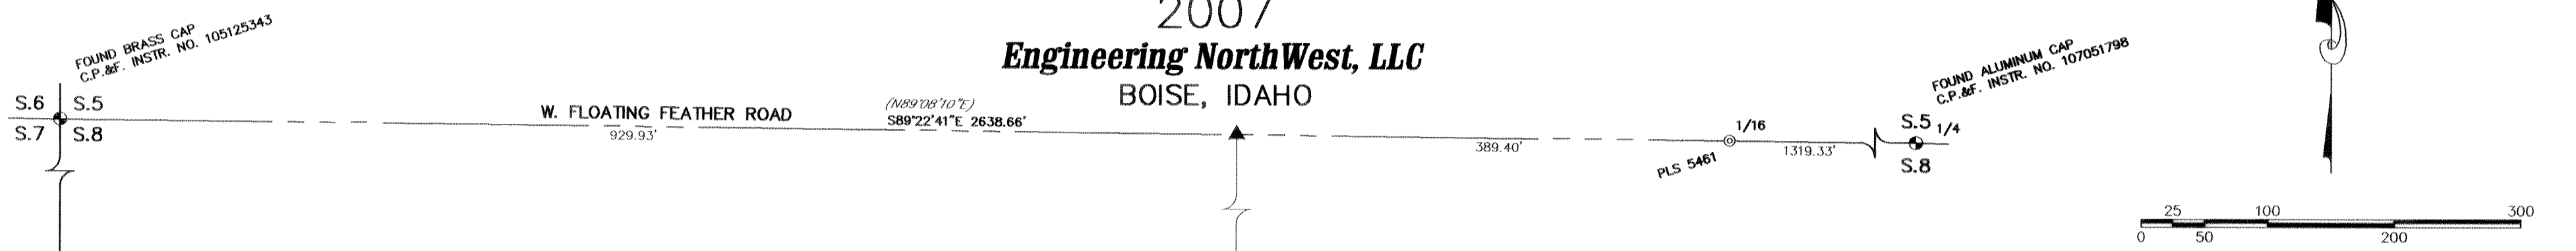 2007
Engineering NorthWest, LLC
BOISE, IDAHO
FOUND BRASS CAP
C.P.&F. INSTR. NO. 105125343
S.6 S.5
S.7 S.8
W. FLOATING FEATHER ROAD
929.93'
(N89°08'10"E)
S89°22'41"E 2638.66'
389.40'
1/16
PLS 5461
1319.33'
FOUND ALUMINUM CAP
C.P.&F. INSTR. NO. 107051798
S.5 1/4
S.8
25 100 300
0 50 200